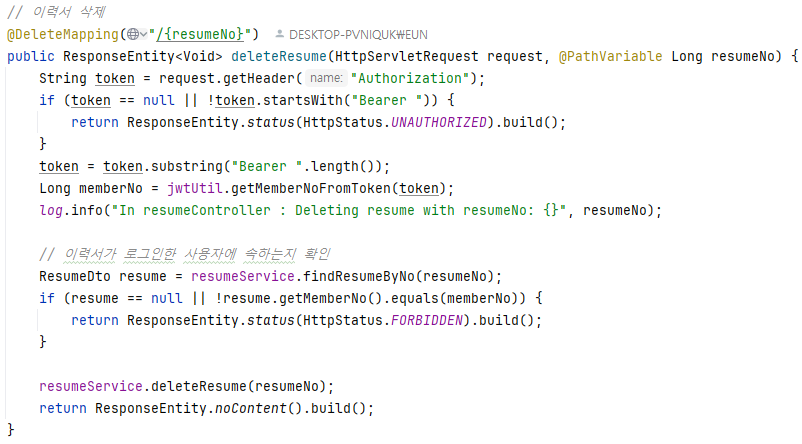 // 이력서 삭제
@DeleteMapping("/{resumeNo}") DESKTOP-PVNIQUK₩EUN
public ResponseEntity<Void> deleteResume(HttpServletRequest request, @PathVariable Long resumeNo) {
    String token = request.getHeader( name: "Authorization");
    if (token == null || !token.startsWith("Bearer ")) {
        return ResponseEntity.status(HttpStatus.UNAUTHORIZED).build();
    }
    token = token.substring("Bearer ".length());
    Long memberNo = jwtUtil.getMemberNoFromToken(token);
    log.info("In resumeController : Deleting resume with resumeNo: {}", resumeNo);
    // 이력서가 로그인한 사용자에 속하는지 확인
    ResumeDto resume = resumeService.findResumeByNo(resumeNo);
    if (resume == null || !resume.getMemberNo().equals(memberNo)) {
        return ResponseEntity.status(HttpStatus.FORBIDDEN).build();
    }
    resumeService.deleteResume(resumeNo);
    return ResponseEntity.noContent().build();
}